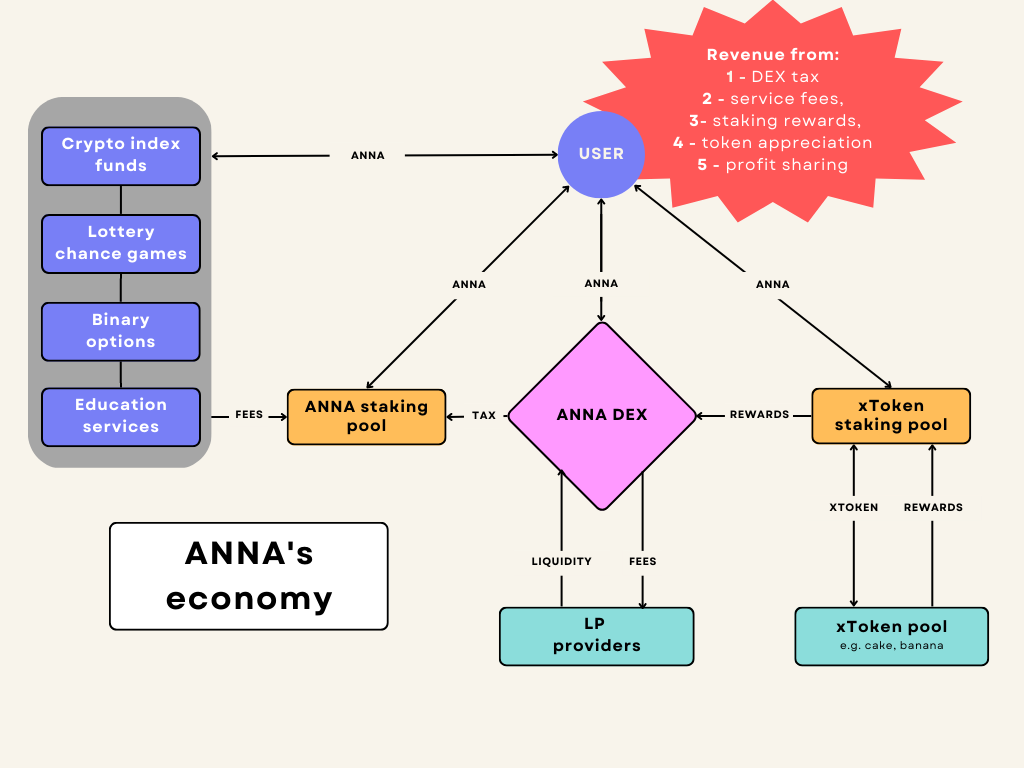 Revenue from:
1 - DEX tax
2 - service fees,
3- staking rewards,
4 - token appreciation
5 - profit sharing
USER
Crypto index
funds
ANNA
Lottery
chance games
Binary
options
Education
services
ANNA
ANNA
ANNA
FEES
ANNA staking
pool
TAX
ANNA DEX
REWARDS
xToken
staking pool
XTOKEN
REWARDS
LIQUIDITY
FEES
ANNA's
economy
LP
providers
xToken pool
e.g. cake, banana